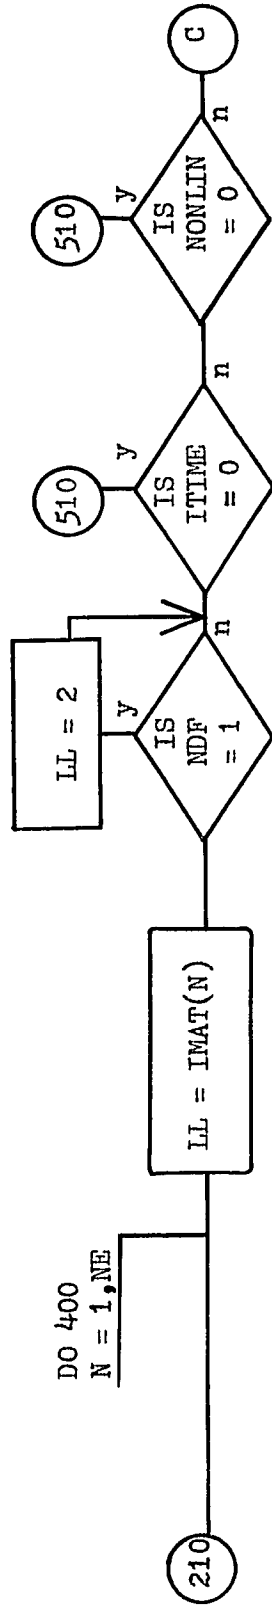 210
DO 400
N = 1,NE
LL = IMAT(N)
IS
NDF
= 1
y
n
LL = 2
IS
ITIME
= 0
y
n
510
IS
NONLIN
= 0
y
n
510
C